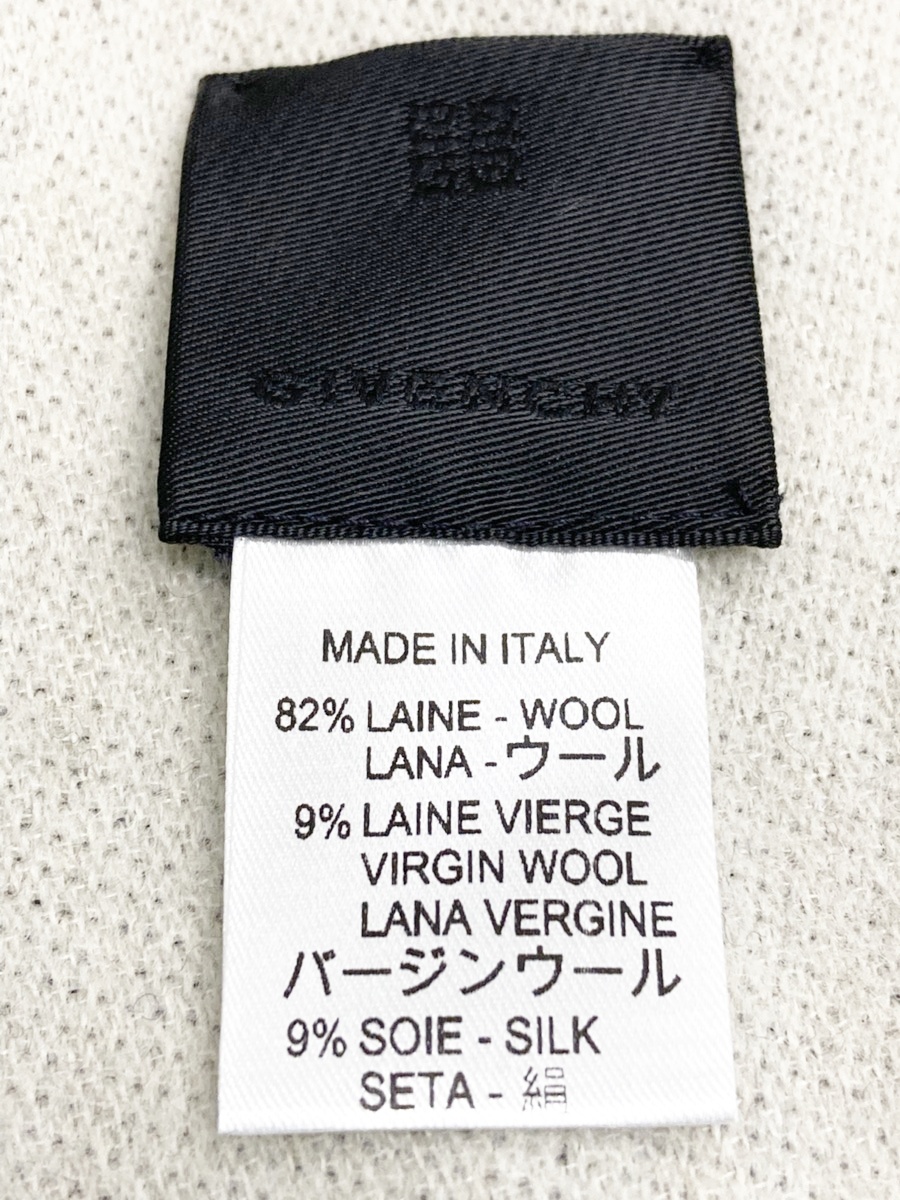 GIVENCHY
MADE IN ITALY
82% LAINE - WOOL
LANA - ウール
9% LAINE VIERGE
VIRGIN WOOL
LANA VERGINE
バージンウール
9% SOIE - SILK
SETA - 絹